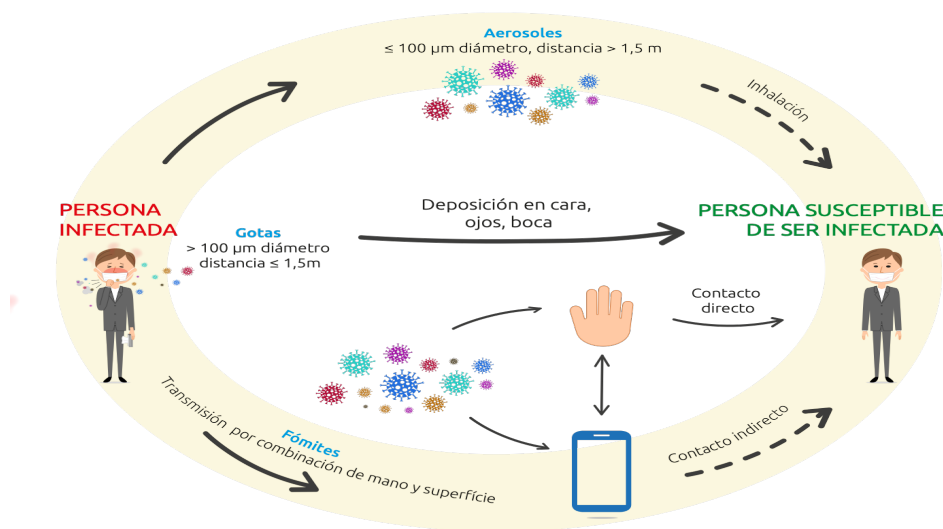 Aerosoles
≤ 100 μm diámetro, distancia > 1,5 m
Inhalación
PERSONA
INFECTADA
Gotas
> 100 μm diámetro
distancia ≤ 1,5m
Deposición en cara,
ojos, boca
PERSONA SUSCEPTIBLE
DE SER INFECTADA
Contacto
directo
Fómites
Transmisión por combinación de mano y superfície
Contacto indirecto